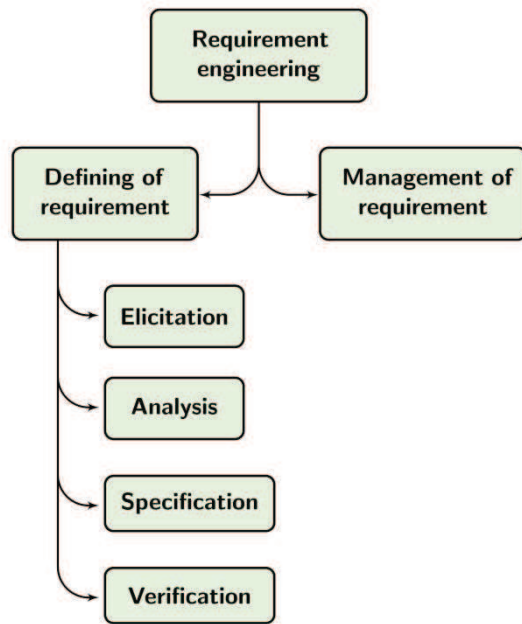 Requirement
engineering
Defining of
requirement
Management of
requirement
Elicitation
Analysis
Specification
Verification